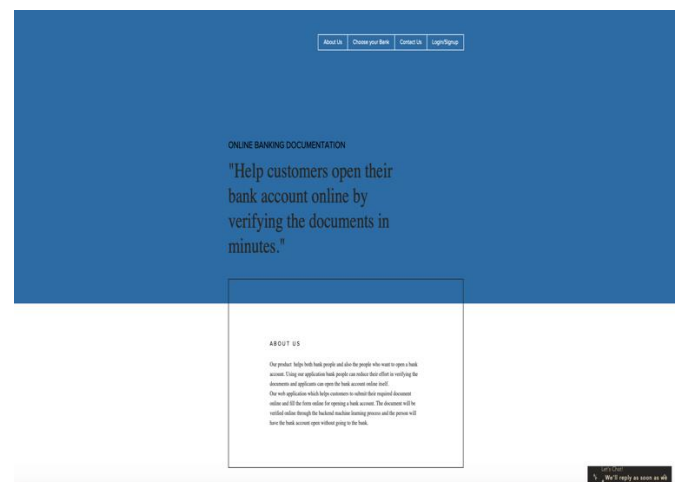 About Us Choose your Bank Contact Us Login/Signup
ONLINE BANKING DOCUMENTATION
"Help customers open their
bank account online by
verifying the documents in
minutes."
ABOUT US
Our product helps both bank people and also the people who want to open a bank
account. Using our application bank people can reduce their effort in verifying the
documents and applicants can open the bank account online itself.
Our web application which helps customers to submit their required document
online and fill the form online for opening a bank account. The document will be
verified online through the backend machine learning process and the person will
have the bank account open without going to the bank.
Let's Chat!
We'll reply as soon as we